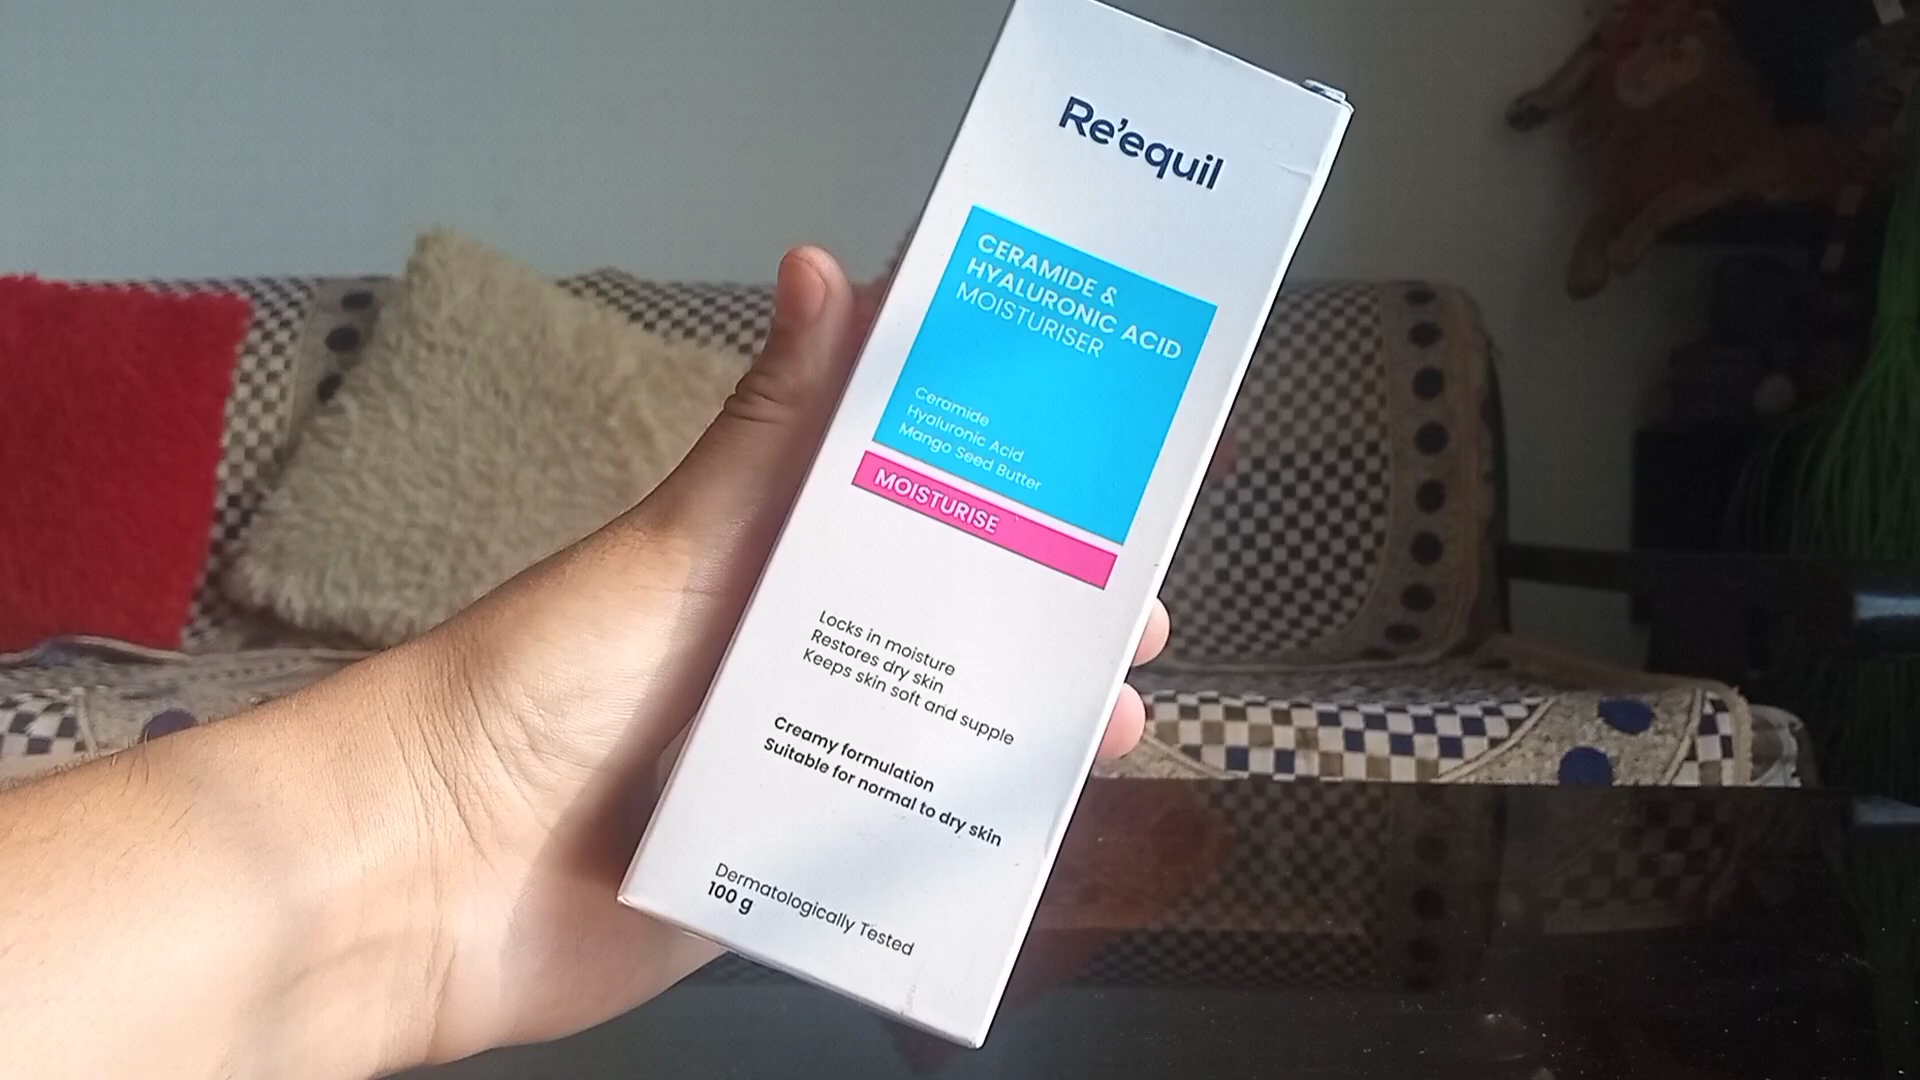 Re'equil
CERAMIDE &
HYALURONIC ACID
MOISTURISER
Ceramide
Hyaluronic Acid
Mango Seed Butter
MOISTURISE
Locks in moisture
Restores dry skin
Keeps skin soft and supple
Creamy formulation
Suitable for normal to dry skin
Dermatologically Tested
100 g